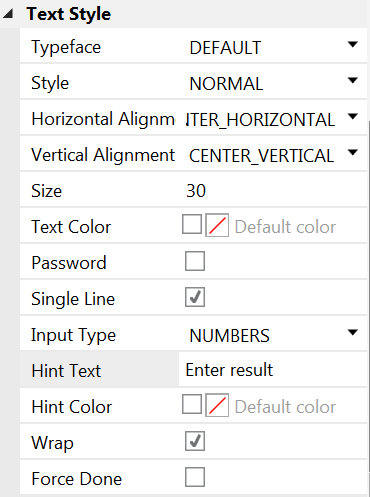 Text Style
Typeface DEFAULT
Style NORMAL
Horizontal Alignm NTER_HORIZONTAL
Vertical Alignment CENTER_VERTICAL
Size 30
Text Color Default color
Password
Single Line
Input Type NUMBERS
Hint Text Enter result
Hint Color Default color
Wrap
Force Done